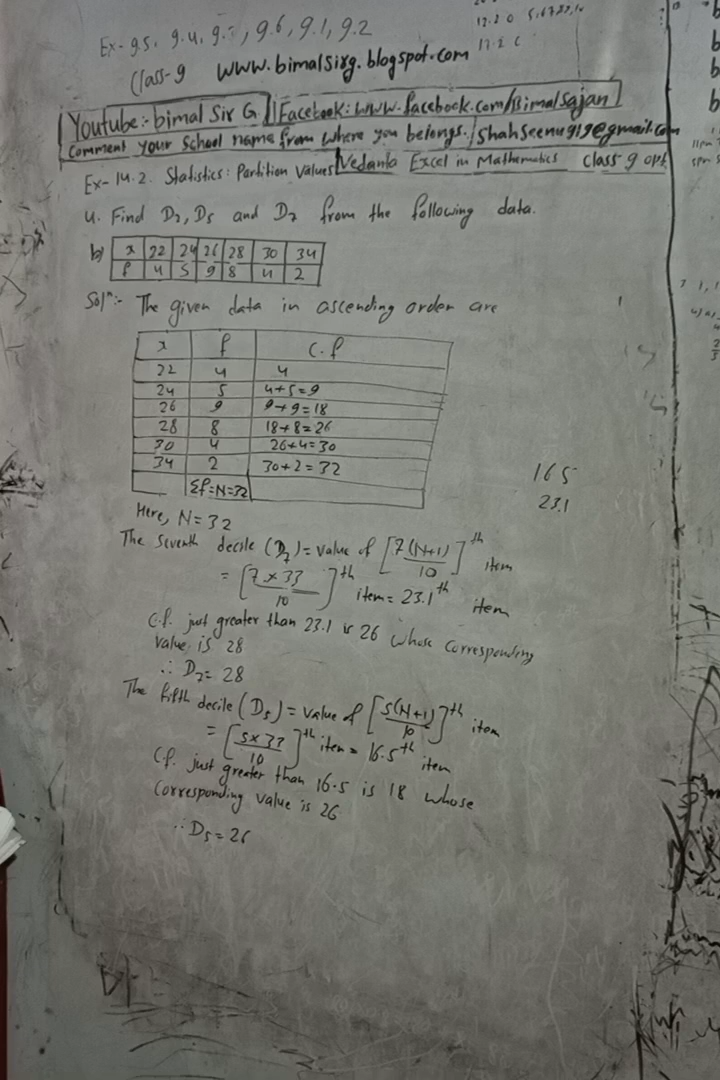 Ex-9.5, 9.4, 9., 9.6, 9.1, 9.2
Class-9 www.bimalsirg.blogspot.com
Youtube:- bimal Sir G Facebook: www.facebook.com/Bimalsajan
Comment your School name from where you belongs. shahseenu919@gmail.com
Ex-14.2. Statistics: Partition Values Vedanta Excel in Mathematics class 9 opt
4. Find D2, D5 and D7 from the following data.
b) x 22 24 26 28 30 34
f 4 5 9 8 4 2
Solⁿ:- The given data in ascending order are
x f C.f
22 4 4
24 5 4+5=9
26 9 9+9=18
28 8 18+8=26
30 4 26+4=30
34 2 30+2=32
Σf=N=32
165
23.1
Here, N=32
The Seventh decile (D7) = value of [7(N+1)/10]th item
= [7×33/10]th item = 23.1th item
C.f. just greater than 23.1 is 26 whose corresponding
value is 28
∴ D7=28
The fifth decile (D5) = value of [5(N+1)/10]th item
= [5×33/10]th item = 16.5th item
C.f. just greater than 16.5 is 18 whose
corresponding value is 26
∴ D5=26